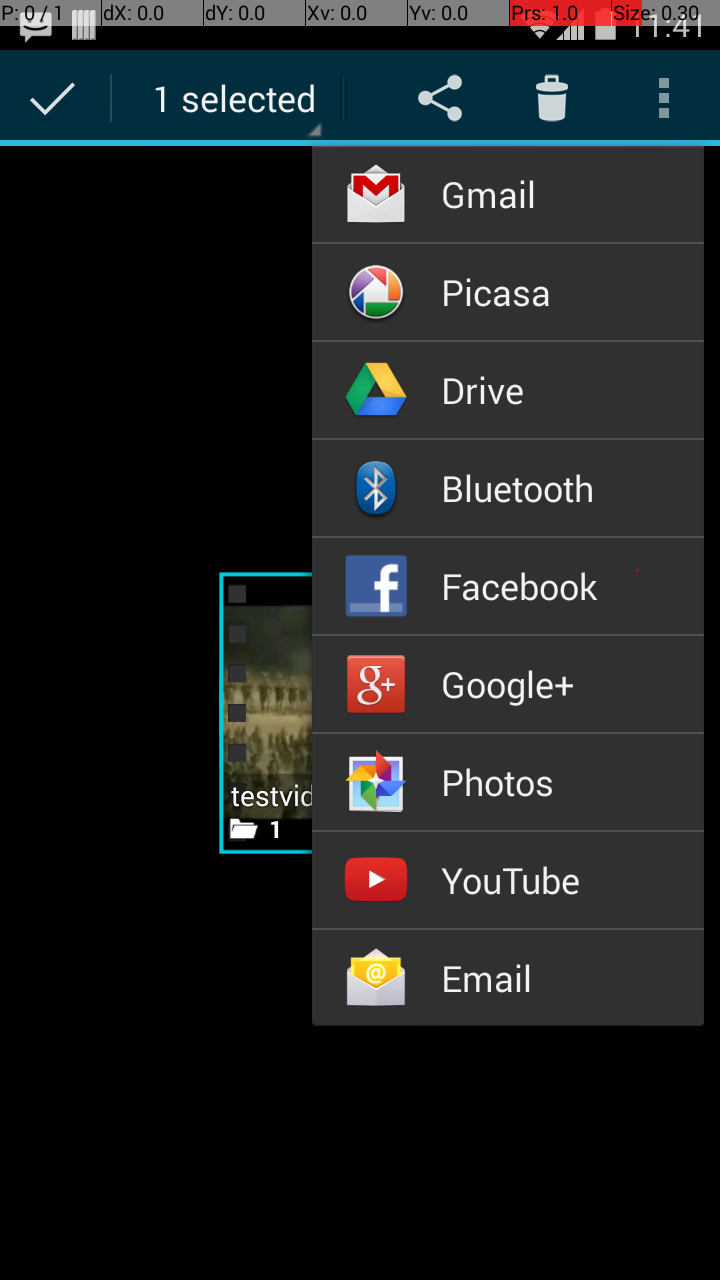 P: 0 / 1 dX: 0.0 dY: 0.0 Xv: 0.0 Yv: 0.0 Prs: 1.0 Size: 0.30
11:41
1 selected
Gmail
Picasa
Drive
Bluetooth
Facebook
Google+
Photos
testvid
1
YouTube
Email